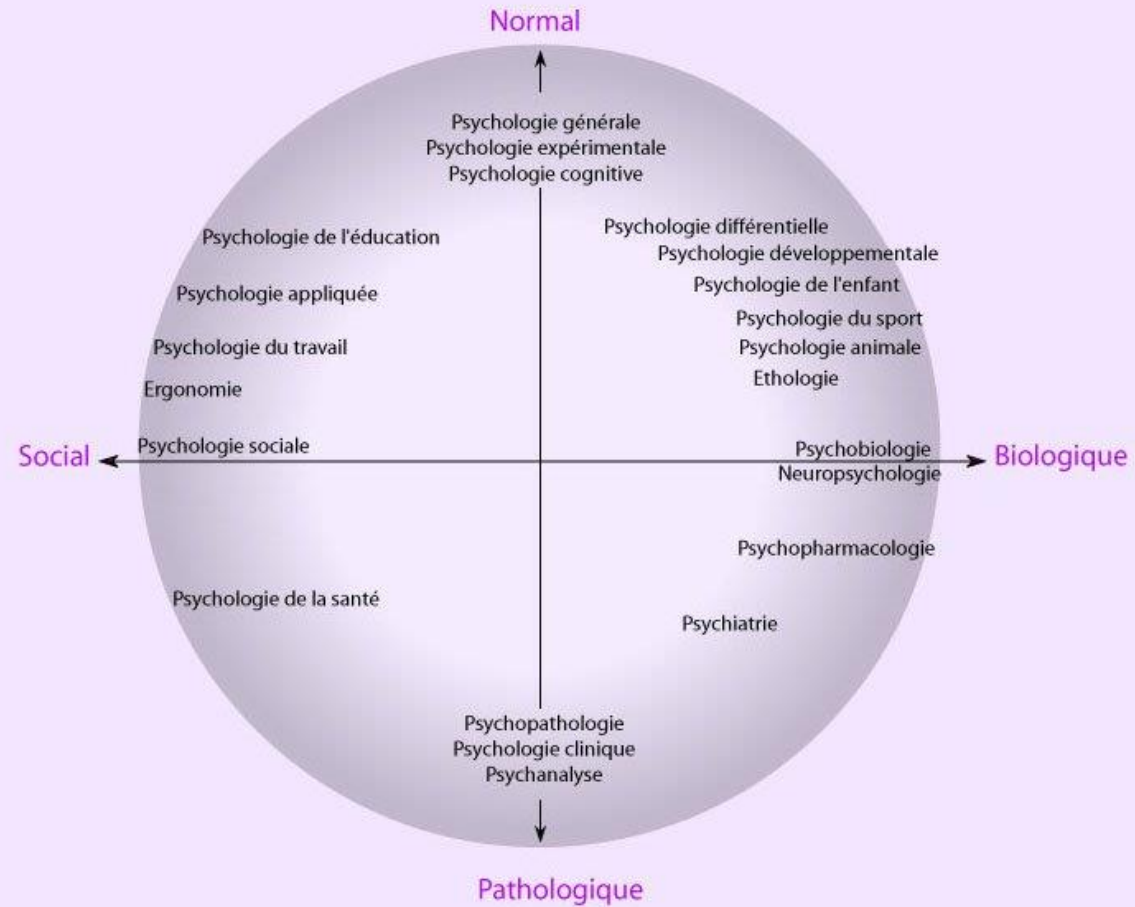 Normal
Psychologie générale
Psychologie expérimentale
Psychologie cognitive
Psychologie de l'éducation
Psychologie appliquée
Psychologie du travail
Ergonomie
Psychologie sociale
Social
Psychologie différentielle
Psychologie développementale
Psychologie de l'enfant
Psychologie du sport
Psychologie animale
Ethologie
Psychobiologie
Neuropsychologie
Biologique
Psychopharmacologie
Psychiatrie
Psychologie de la santé
Psychopathologie
Psychologie clinique
Psychanalyse
Pathologique